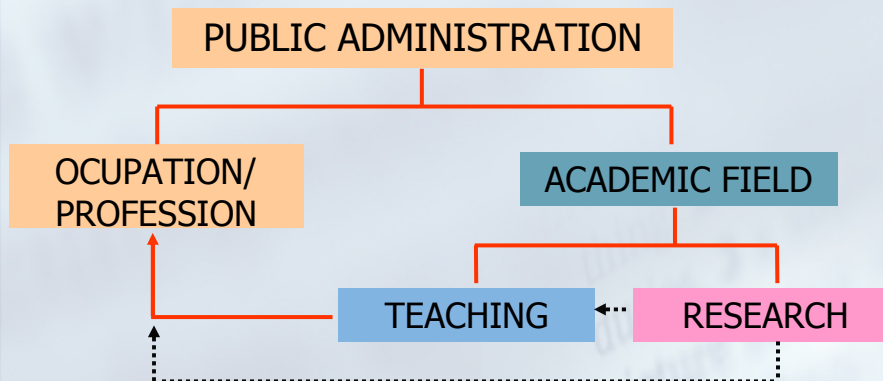 PUBLIC ADMINISTRATION
OCUPATION/
PROFESSION
ACADEMIC FIELD
TEACHING
RESEARCH